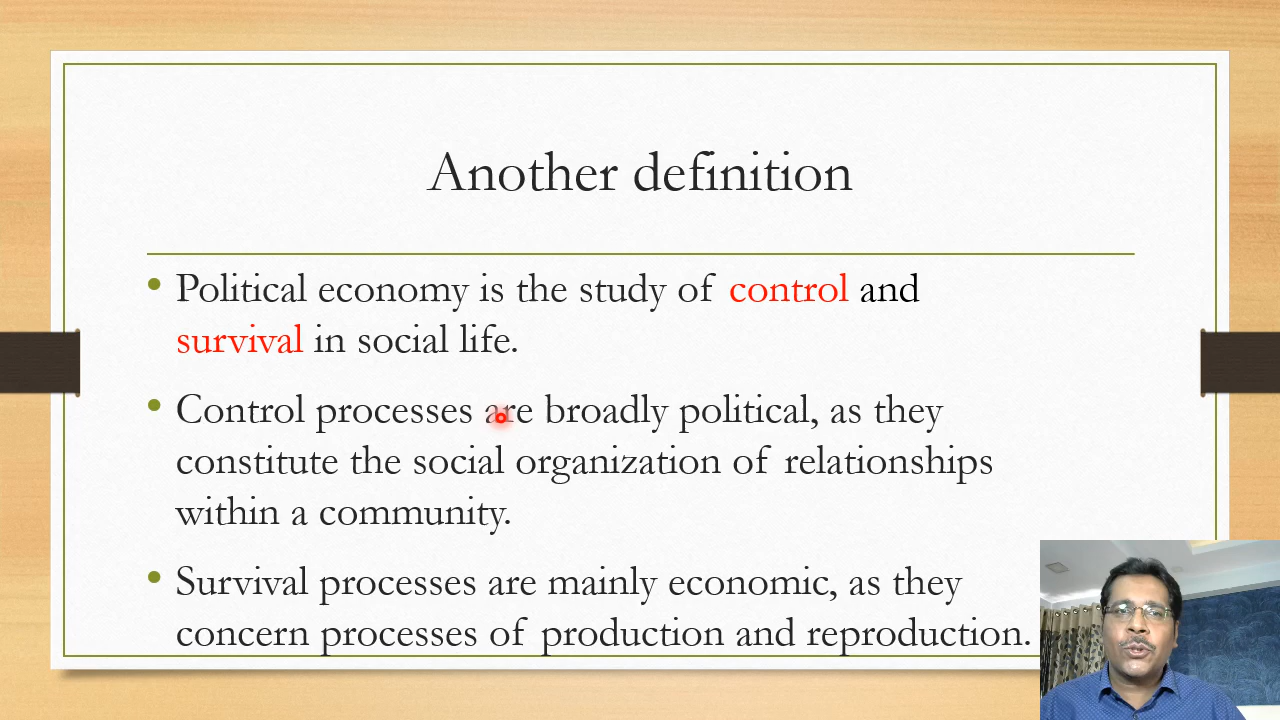 Another definition
• Political economy is the study of control and
survival in social life.
• Control processes are broadly political, as they
constitute the social organization of relationships
within a community.
• Survival processes are mainly economic, as they
concern processes of production and reproduction.